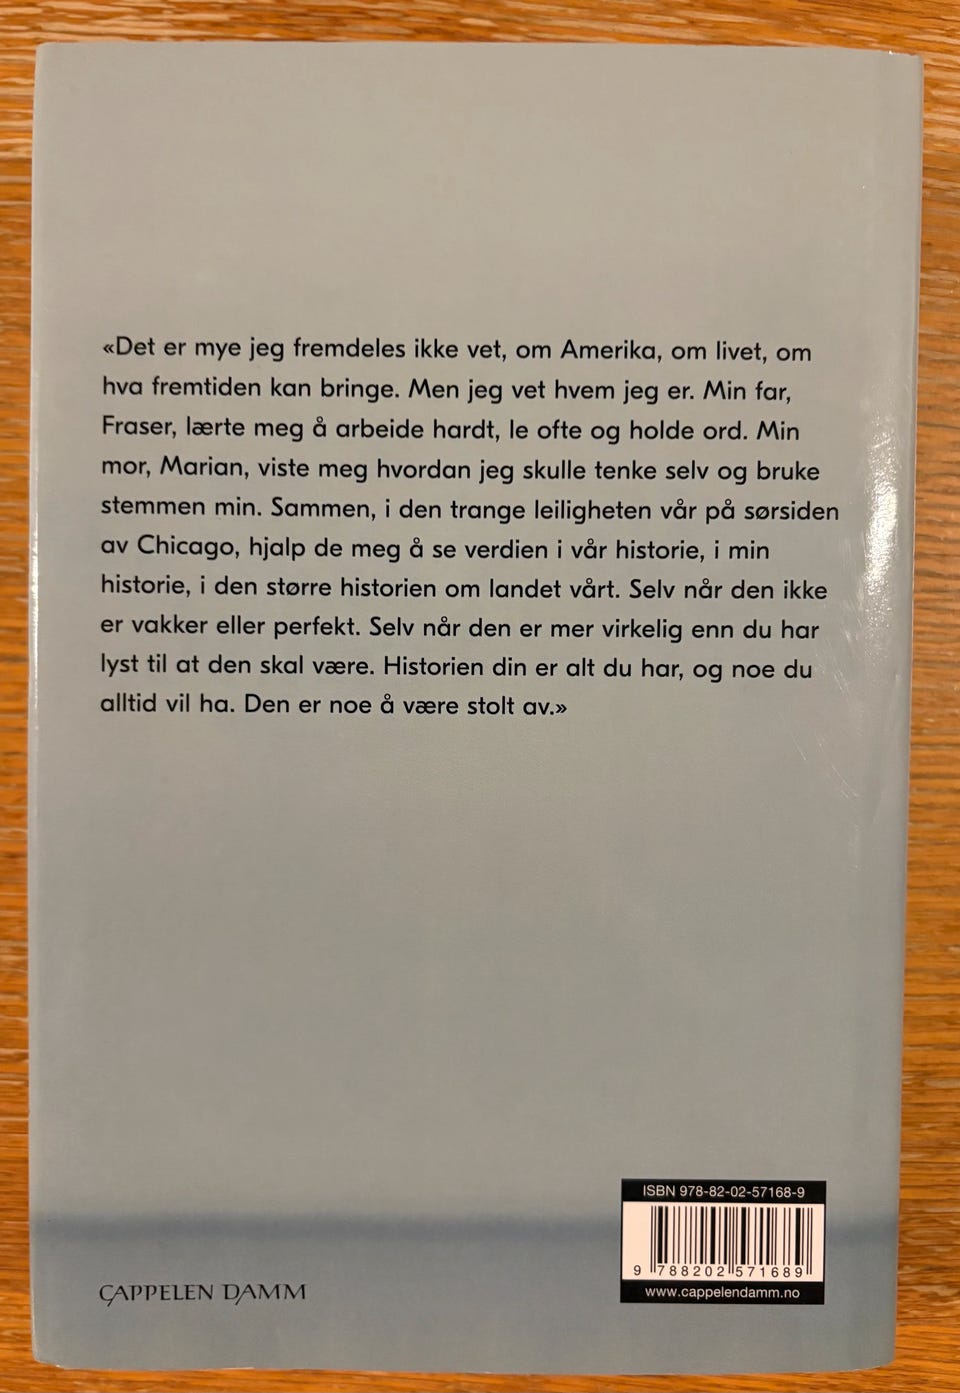 «Det er mye jeg fremdeles ikke vet, om Amerika, om livet, om
hva fremtiden kan bringe. Men jeg vet hvem jeg er. Min far,
Fraser, lærte meg å arbeide hardt, le ofte og holde ord. Min
mor, Marian, viste meg hvordan jeg skulle tenke selv og bruke
stemmen min. Sammen, i den trange leiligheten vår på sørsiden
av Chicago, hjalp de meg å se verdien i vår historie, i min
historie, i den større historien om landet vårt. Selv når den ikke
er vakker eller perfekt. Selv når den er mer virkelig enn du har
lyst til at den skal være. Historien din er alt du har, og noe du
alltid vil ha. Den er noe å være stolt av.»
ISBN 978-82-02-57168-9
9 788202 571689
www.cappelendamm.no
CAPPELEN DAMM